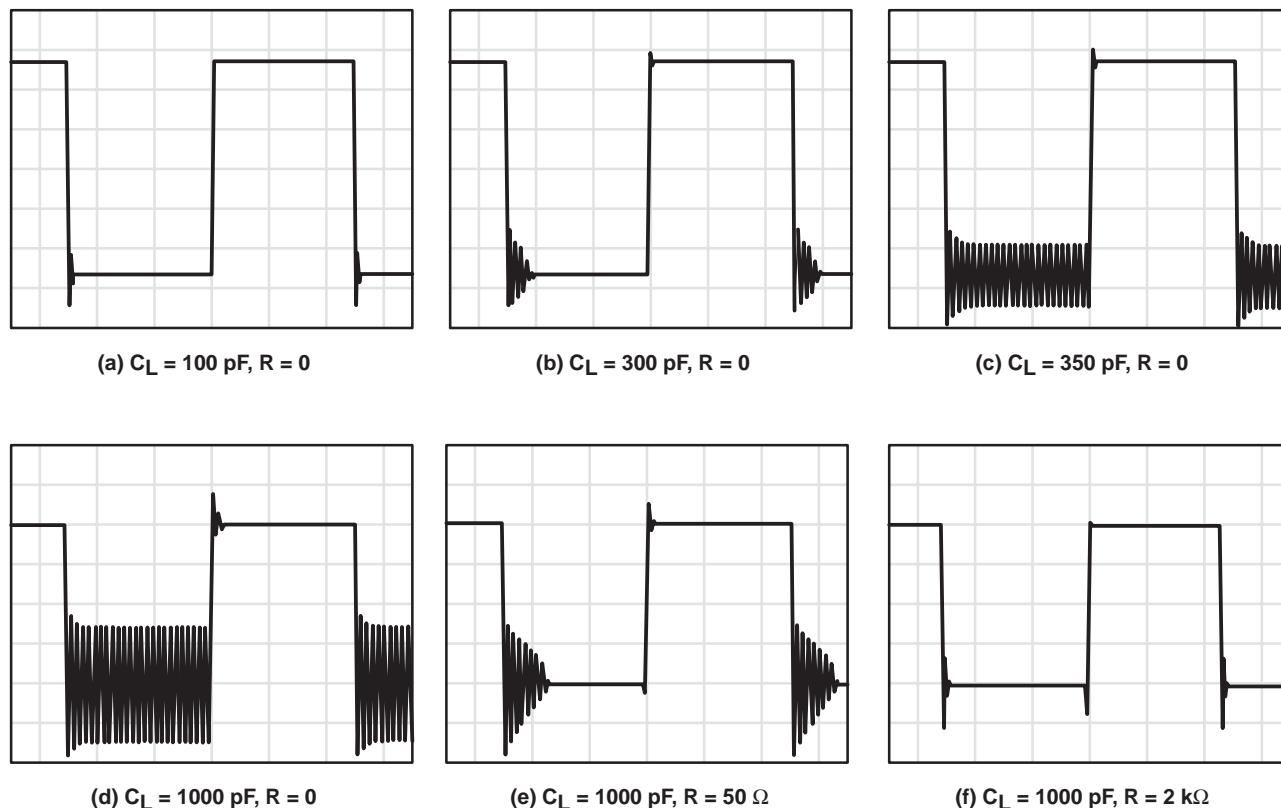 (a) CL = 100 pF, R = 0
(b) CL = 300 pF, R = 0
(c) CL = 350 pF, R = 0
(d) CL = 1000 pF, R = 0
(e) CL = 1000 pF, R = 50 Ω
(f) CL = 1000 pF, R = 2 kΩ